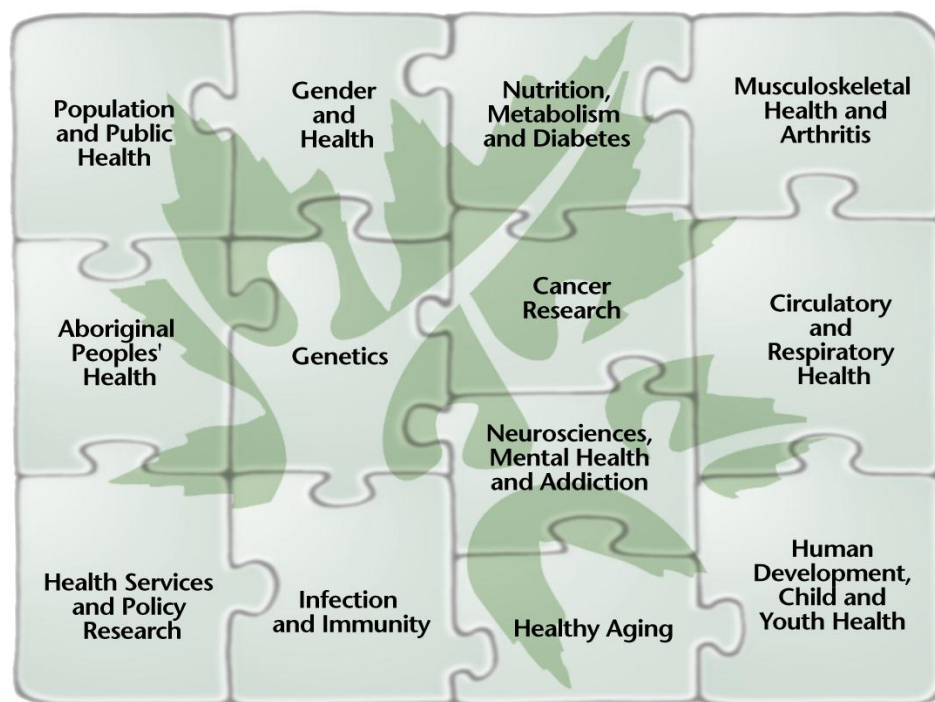 Population
and Public
Health
Gender
and
Health
Nutrition,
Metabolism
and Diabetes
Musculoskeletal
Health and
Arthritis
Aboriginal
Peoples'
Health
Genetics
Cancer
Research
Circulatory
and
Respiratory
Health
Neurosciences,
Mental Health
and Addiction
Health Services
and Policy
Research
Infection
and Immunity
Healthy Aging
Human
Development,
Child and
Youth Health